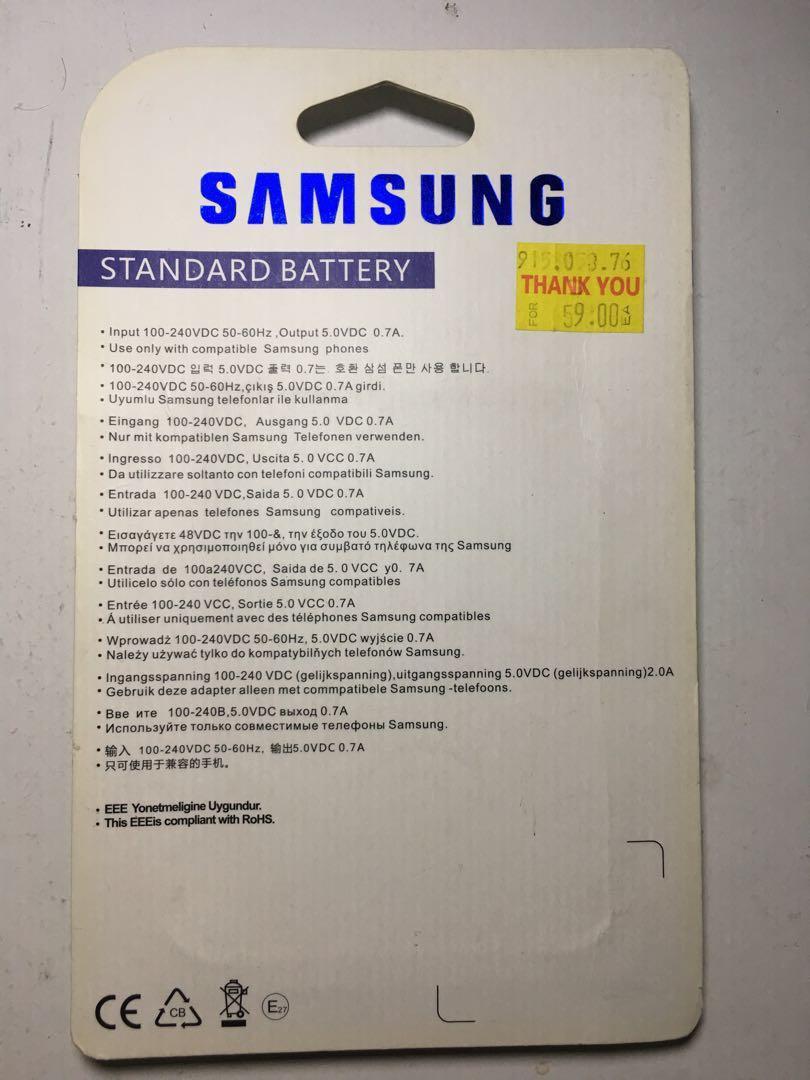 SAMSUNG
STANDARD BATTERY
THANK YOU
FOR 59.00 EA
• Input 100-240VDC 50-60Hz ,Output 5.0VDC 0.7A.
• Use only with compatible Samsung phones
• 100-240VDC 입력 5.0VDC 출력 0.7는. 호환 삼섬 폰만 사용 합니다.
• 100-240VDC 50-60Hz,çıkış 5.0VDC 0.7A girdi.
• Uyumlu Samsung telefonlar ile kullanma
• Eingang 100-240VDC, Ausgang 5.0 VDC 0.7A
• Nur mit kompatiblen Samsung Telefonen verwenden.
• Ingresso 100-240VDC, Uscita 5. 0 VCC 0.7A
• Da utilizzare soltanto con telefoni compatibili Samsung.
• Entrada 100-240 VDC,Saida 5. 0 VDC 0.7A
• Utilizar apenas telefones Samsung compativeis.
• Εισαγάγετε 48VDC την 100-&, την έξοδο του 5.0VDC.
• Μπορεί να χρησιμοποιηθεί μόνο για συμβατό τηλέφωνα της Samsung
• Entrada de 100a240VCC, Saida de 5. 0 VCC y0. 7A
• Utilicelo sólo con teléfonos Samsung compatibles
• Entrée 100-240 VCC, Sortie 5.0 VCC 0.7A
• Á utiliser uniquement avec des téléphones Samsung compatibles
• Wprowadź 100-240VDC 50-60Hz, 5.0VDC wyjście 0.7A
• Należy używać tylko do kompatybilňych telefonów Samsung.
• Ingangsspanning 100-240 VDC (gelijkspanning),uitgangsspanning 5.0VDC (gelijkspanning)2.0A
• Gebruik deze adapter alleen met commpatibele Samsung -telefoons.
• Вве ите 100-240В,5.0VDC выход 0.7A
• Используйте только совместимые телефоны Samsung.
• 输入 100-240VDC 50-60Hz, 输出5.0VDC 0.7A
• 只可使用于兼容的手机。
• EEE Yonetmeligine Uygundur.
• This EEEis compliant with RoHS.
CE
CB
E27